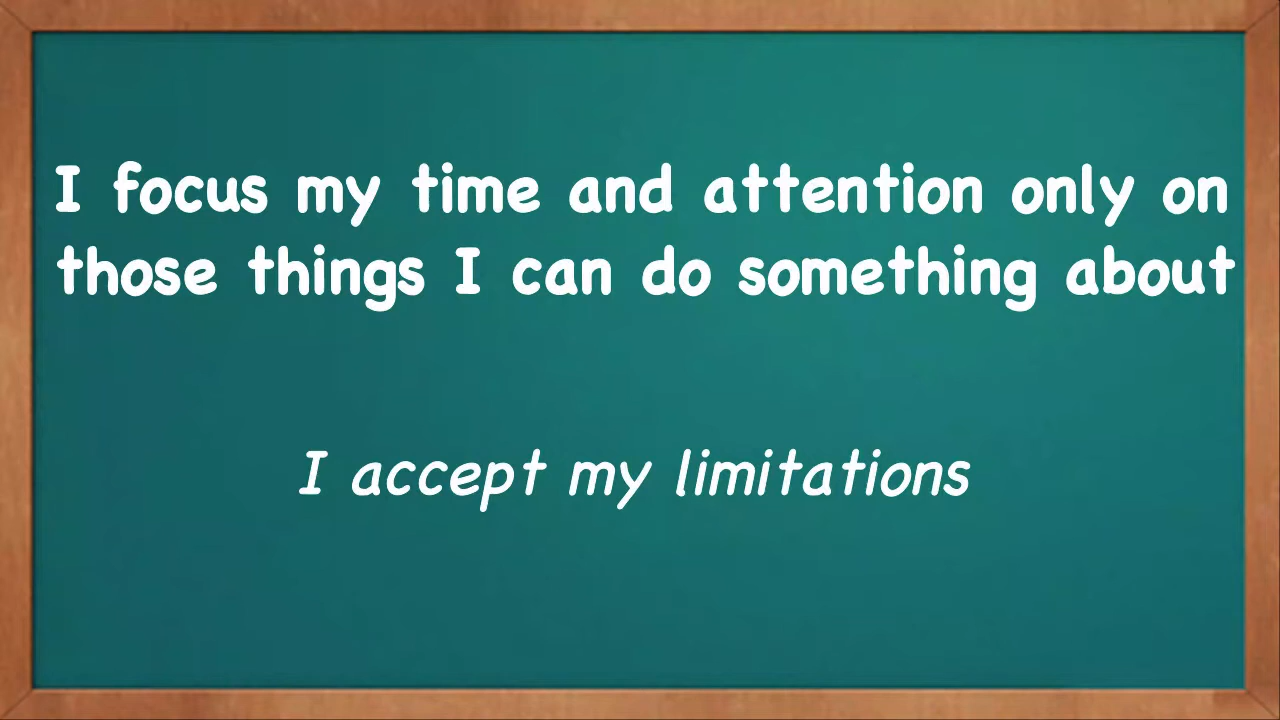 I focus my time and attention only on
those things I can do something about
I accept my limitations